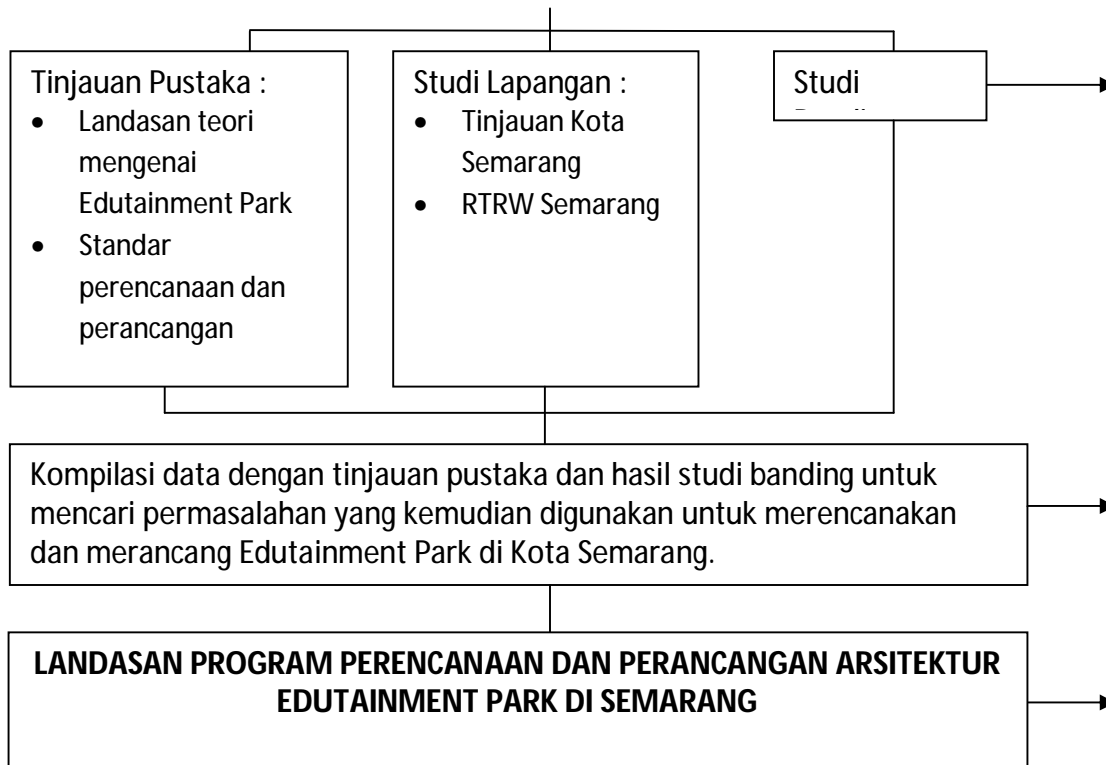 Tinjauan Pustaka :
• Landasan teori
mengenai
Edutainment Park
• Standar
perencanaan dan
perancangan
Studi Lapangan :
• Tinjauan Kota
Semarang
• RTRW Semarang
Studi
Kompilasi data dengan tinjauan pustaka dan hasil studi banding untuk
mencari permasalahan yang kemudian digunakan untuk merencanakan
dan merancang Edutainment Park di Kota Semarang.
LANDASAN PROGRAM PERENCANAAN DAN PERANCANGAN ARSITEKTUR
EDUTAINMENT PARK DI SEMARANG